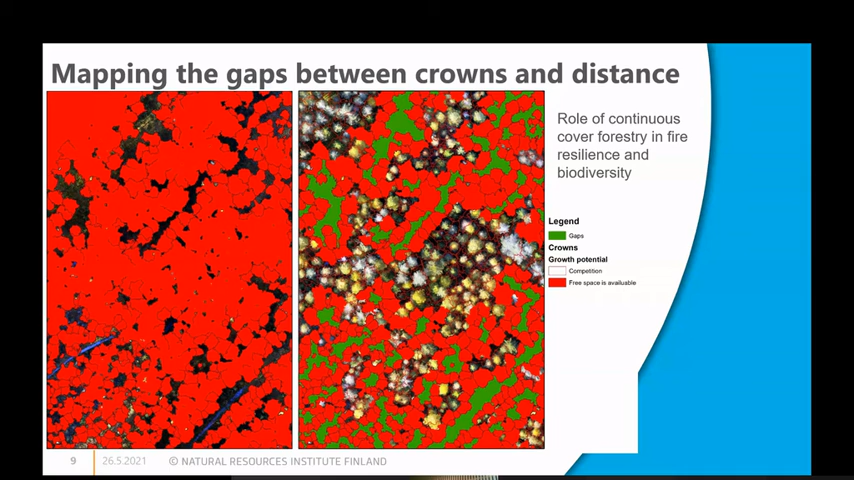 Mapping the gaps between crowns and distance
Role of continuous
cover forestry in fire
resilience and
biodiversity
Legend
Gaps
Crowns
Growth potential
Competition
Free space is availuable
9
26.5.2021
© NATURAL RESOURCES INSTITUTE FINLAND